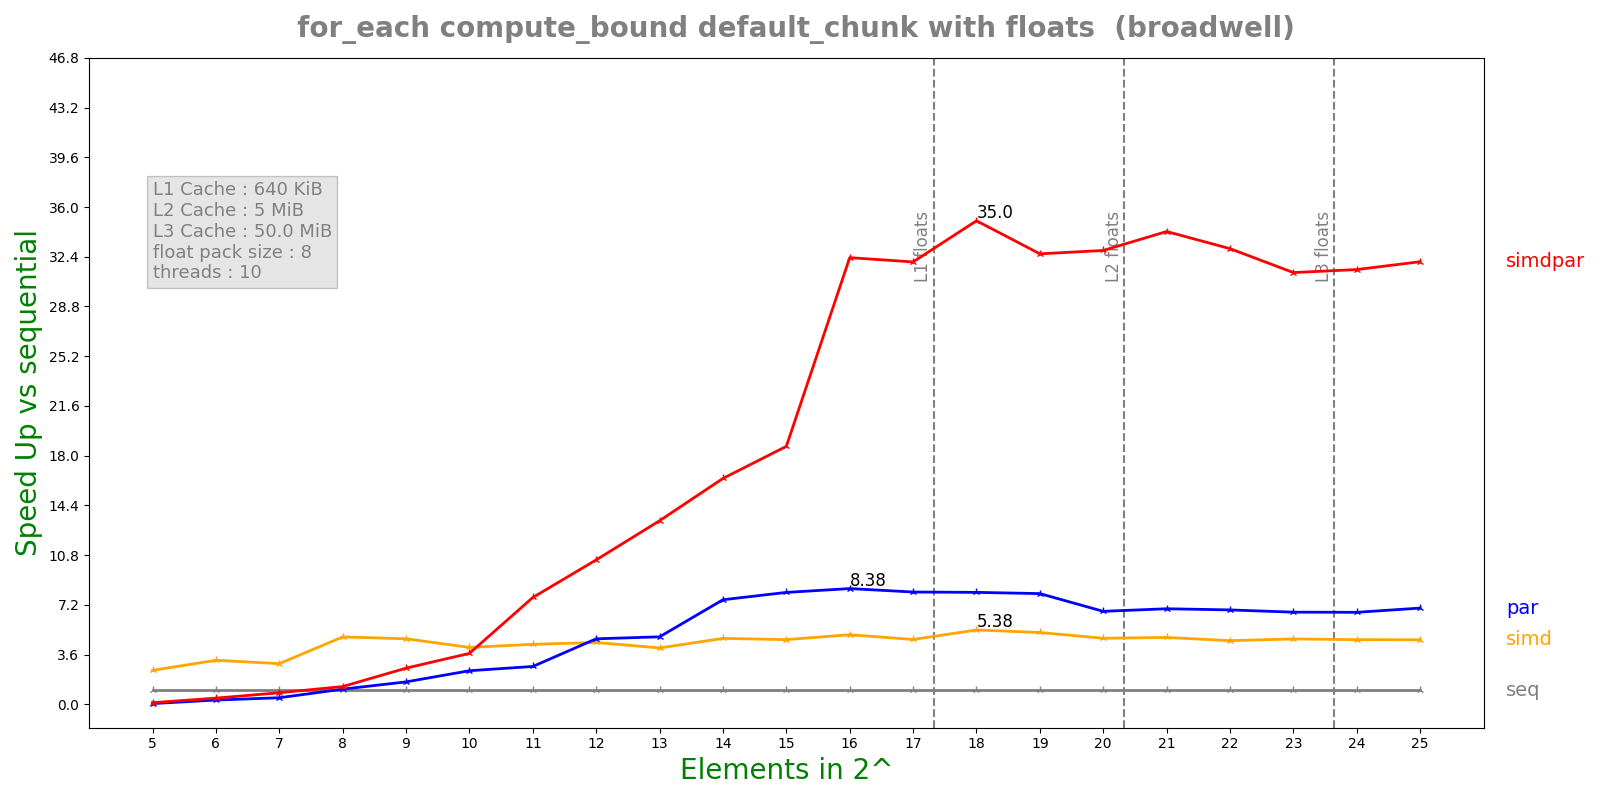 for_each compute_bound default_chunk with floats (broadwell)
Speed Up vs sequential
46.8
43.2
39.6
36.0
32.4
28.8
25.2
21.6
18.0
14.4
10.8
7.2
3.6
0.0
L1 Cache : 640 KiB
L2 Cache : 5 MiB
L3 Cache : 50.0 MiB
float pack size : 8
threads : 10
35.0
8.38
5.38
L1 floats
L2 floats
L3 floats
simdpar
par
simd
seq
5 6 7 8 9 10 11 12 13 14 15 16 17 18 19 20 21 22 23 24 25
Elements in 2^